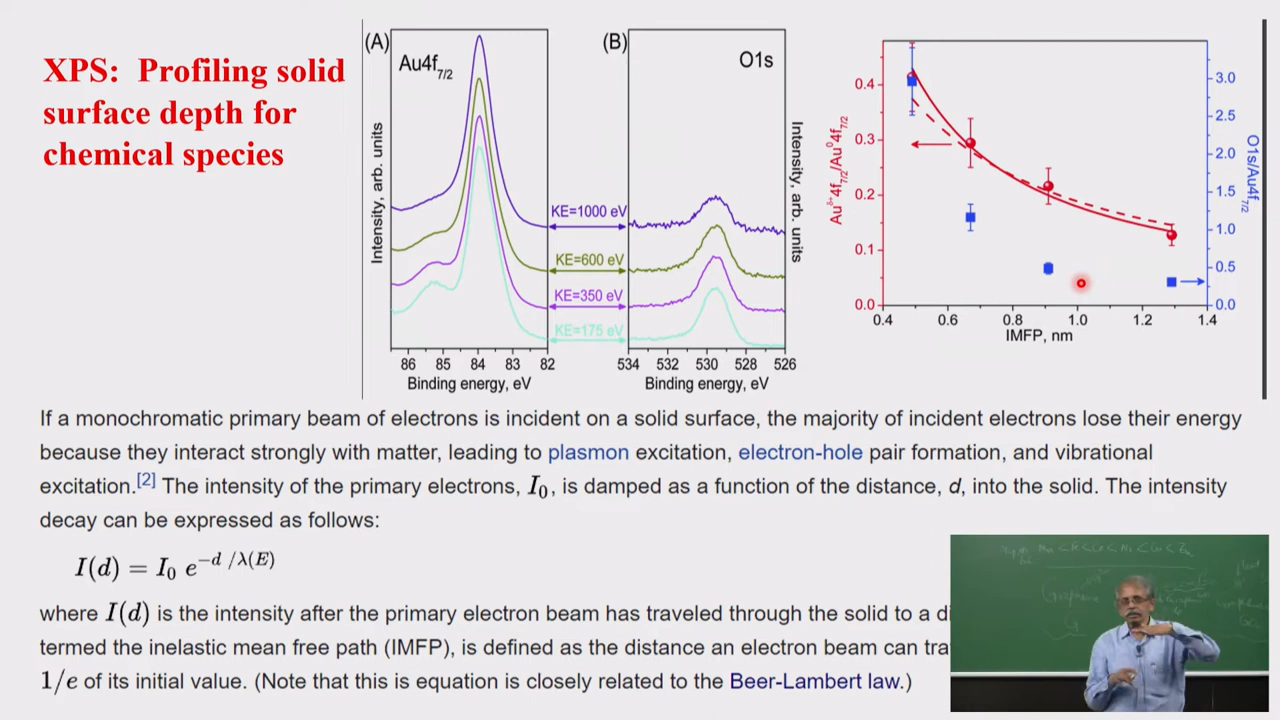 XPS: Profiling solid
surface depth for
chemical species
(A)
Au4f7/2
Intensity, arb. units
86 85 84 83 82
Binding energy, eV
KE=1000 eV
KE=600 eV
KE=350 eV
KE=175 eV
(B)
O1s
Intensity, arb. units
534 532 530 528 526
Binding energy, eV
Auδ+4f7/2/Au04f7/2
0.4
0.3
0.2
0.1
0.0
3.0
2.5
2.0
1.5
1.0
0.5
0.0
O1s/Au4f7/2
0.4 0.6 0.8 1.0 1.2 1.4
IMFP, nm
If a monochromatic primary beam of electrons is incident on a solid surface, the majority of incident electrons lose their energy
because they interact strongly with matter, leading to plasmon excitation, electron-hole pair formation, and vibrational
excitation.[2] The intensity of the primary electrons, I0, is damped as a function of the distance, d, into the solid. The intensity
decay can be expressed as follows:
I(d) = I0 e−d /λ(E)
where I(d) is the intensity after the primary electron beam has traveled through the solid to a di
termed the inelastic mean free path (IMFP), is defined as the distance an electron beam can tra
1/e of its initial value. (Note that this is equation is closely related to the Beer-Lambert law.)